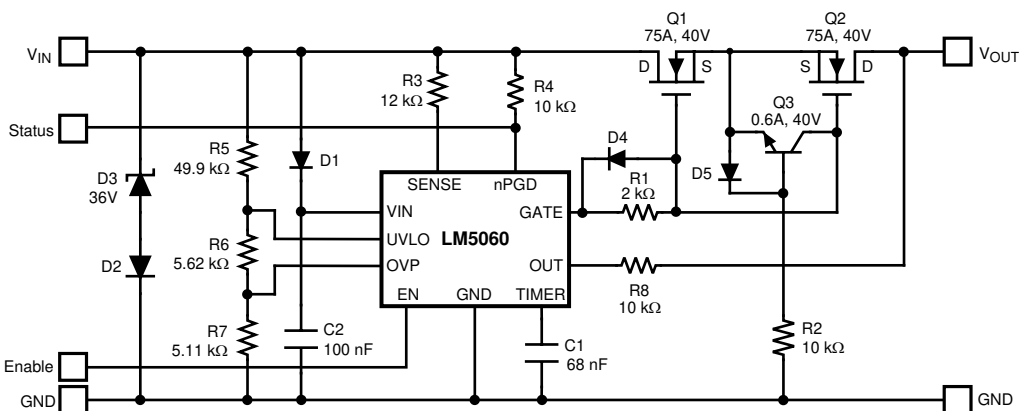 Q1
75A, 40V
Q2
75A, 40V
VIN
VOUT
D
S
S
D
R3
12 kΩ
R4
10 kΩ
Q3
0.6A, 40V
Status
R5
49.9 kΩ
D1
D4
D5
D3
36V
SENSE
nPGD
R1
2 kΩ
VIN
GATE
UVLO
LM5060
R6
5.62 kΩ
D2
OVP
OUT
R8
10 kΩ
EN
GND
TIMER
R7
5.11 kΩ
C2
100 nF
C1
68 nF
R2
10 kΩ
Enable
GND
GND